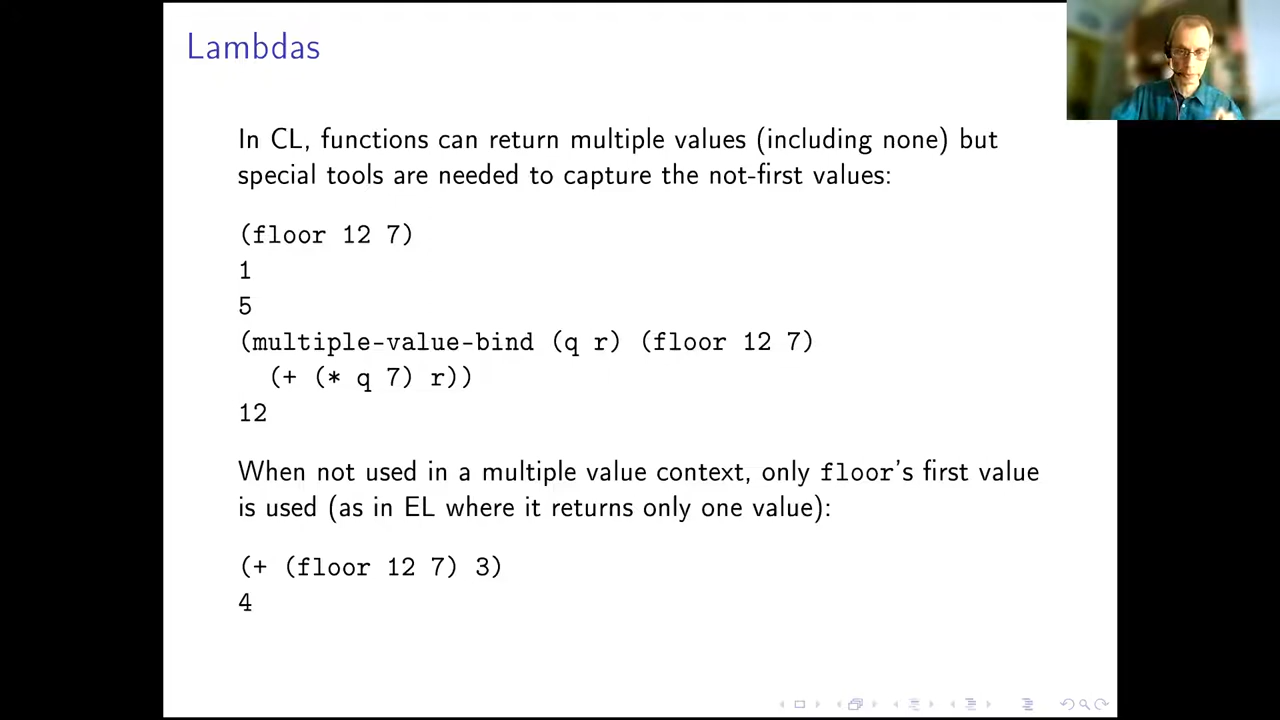 Lambdas
In CL, functions can return multiple values (including none) but
special tools are needed to capture the not-first values:
(floor 12 7)
1
5
(multiple-value-bind (q r) (floor 12 7)
  (+ (* q 7) r))
12
When not used in a multiple value context, only floor's first value
is used (as in EL where it returns only one value):
(+ (floor 12 7) 3)
4